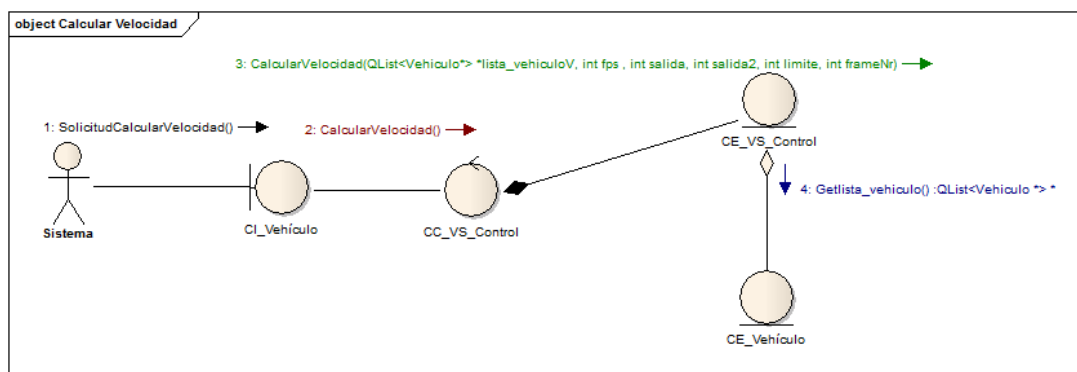 object Calcular Velocidad
3: CalcularVelocidad(QList<Vehiculo*> *lista_vehiculoV, int fps , int salida, int salida2, int limite, int frameNr)
1: SolicitudCalcularVelocidad()
2: CalcularVelocidad()
CE_VS_Control
4: Getlista_vehiculo() :QList<Vehiculo *> *
Sistema
CI_Vehículo
CC_VS_Control
CE_Vehículo